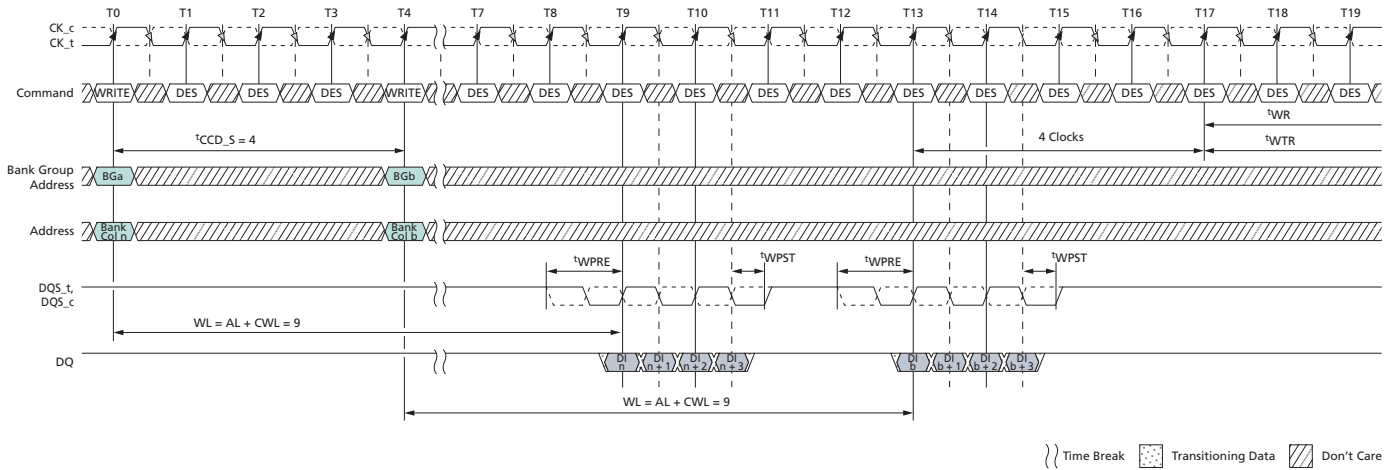 T0 T1 T2 T3 T4 T7 T8 T9 T10 T11 T12 T13 T14 T15 T16 T17 T18 T19
CK_c
CK_t
Command WRITE DES DES DES WRITE DES DES DES DES DES DES DES DES DES DES DES DES DES
tWR
tCCD_S = 4 4 Clocks
tWTR
Bank Group
Address
BGa BGb
Address
Bank
Col n
Bank
Col b
tWPRE tWPST tWPRE tWPST
DQS_t,
DQS_c
WL = AL + CWL = 9
DQ
DI
n
DI
n + 1
DI
n + 2
DI
n + 3
DI
b
DI
b + 1
DI
b + 2
DI
b + 3
WL = AL + CWL = 9
Time Break Transitioning Data Don't Care